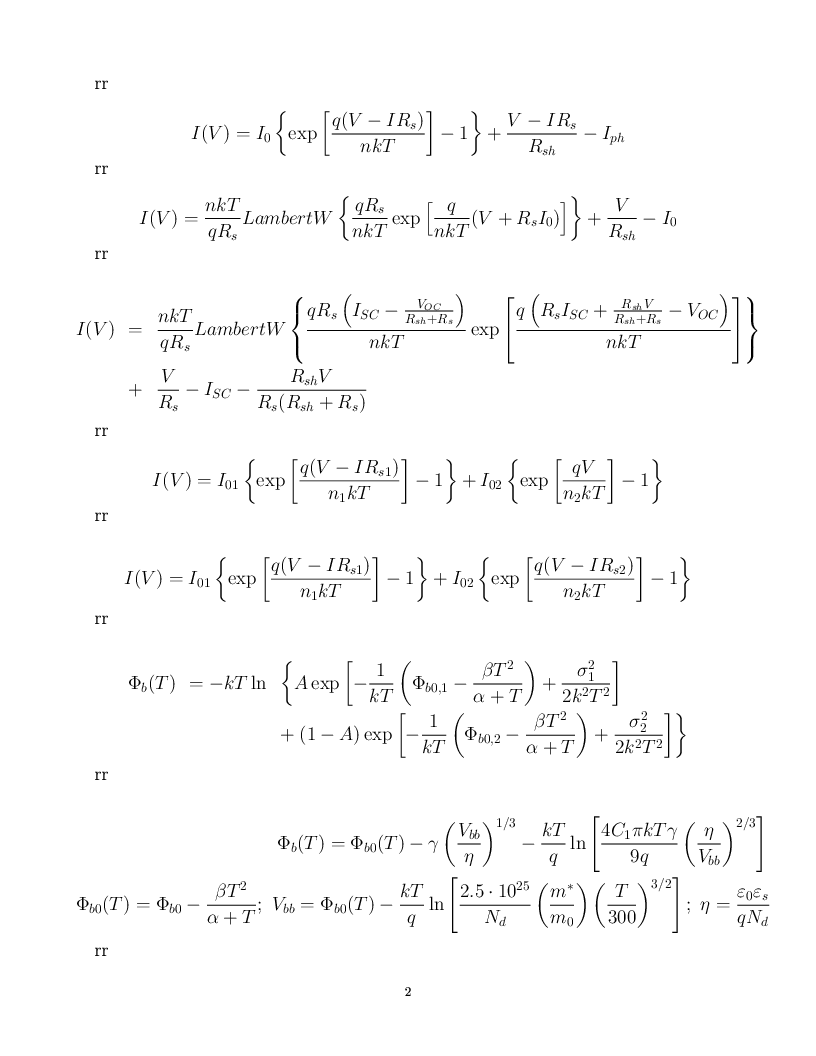 rr
I(V) = I_0 \left\{ \exp \left[ \frac{q(V - IR_s)}{nkT} \right] - 1 \right\} + \frac{V - IR_s}{R_{sh}} - I_{ph}
rr
I(V) = \frac{nkT}{qR_s} LambertW \left\{ \frac{qR_s}{nkT} \exp \left[ \frac{q}{nkT} (V + R_s I_0) \right] \right\} + \frac{V}{R_{sh}} - I_0
rr
I(V) = \frac{nkT}{qR_s} LambertW \left\{ \frac{qR_s \left( I_{SC} - \frac{V_{OC}}{R_{sh}+R_s} \right)}{nkT} \exp \left[ \frac{q \left( R_s I_{SC} + \frac{R_{sh}V}{R_{sh}+R_s} - V_{OC} \right)}{nkT} \right] \right\}
+ \frac{V}{R_s} - I_{SC} - \frac{R_{sh}V}{R_s(R_{sh} + R_s)}
rr
I(V) = I_{01} \left\{ \exp \left[ \frac{q(V - IR_{s1})}{n_1kT} \right] - 1 \right\} + I_{02} \left\{ \exp \left[ \frac{qV}{n_2kT} \right] - 1 \right\}
rr
I(V) = I_{01} \left\{ \exp \left[ \frac{q(V - IR_{s1})}{n_1kT} \right] - 1 \right\} + I_{02} \left\{ \exp \left[ \frac{q(V - IR_{s2})}{n_2kT} \right] - 1 \right\}
rr
\Phi_b(T) = -kT \ln \left\{ A \exp \left[ -\frac{1}{kT} \left( \Phi_{b0,1} - \frac{\beta T^2}{\alpha + T} \right) + \frac{\sigma_1^2}{2k^2T^2} \right] \right.
\left. + (1 - A) \exp \left[ -\frac{1}{kT} \left( \Phi_{b0,2} - \frac{\beta T^2}{\alpha + T} \right) + \frac{\sigma_2^2}{2k^2T^2} \right] \right\}
rr
\Phi_b(T) = \Phi_{b0}(T) - \gamma \left( \frac{V_{bb}}{\eta} \right)^{1/3} - \frac{kT}{q} \ln \left[ \frac{4C_1\pi kT\gamma}{9q} \left( \frac{\eta}{V_{bb}} \right)^{2/3} \right]
\Phi_{b0}(T) = \Phi_{b0} - \frac{\beta T^2}{\alpha + T}; V_{bb} = \Phi_{b0}(T) - \frac{kT}{q} \ln \left[ \frac{2.5 \cdot 10^{25}}{N_d} \left( \frac{m^*}{m_0} \right) \left( \frac{T}{300} \right)^{3/2} \right]; \eta = \frac{\varepsilon_0 \varepsilon_s}{qN_d}
rr
2